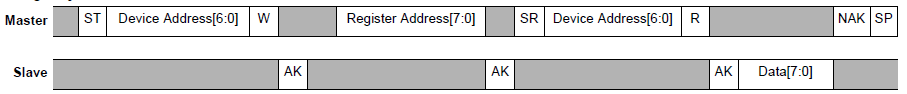 Master ST Device Address[6:0] W Register Address[7:0] SR Device Address[6:0] R NAK SP
Slave AK AK AK Data[7:0]